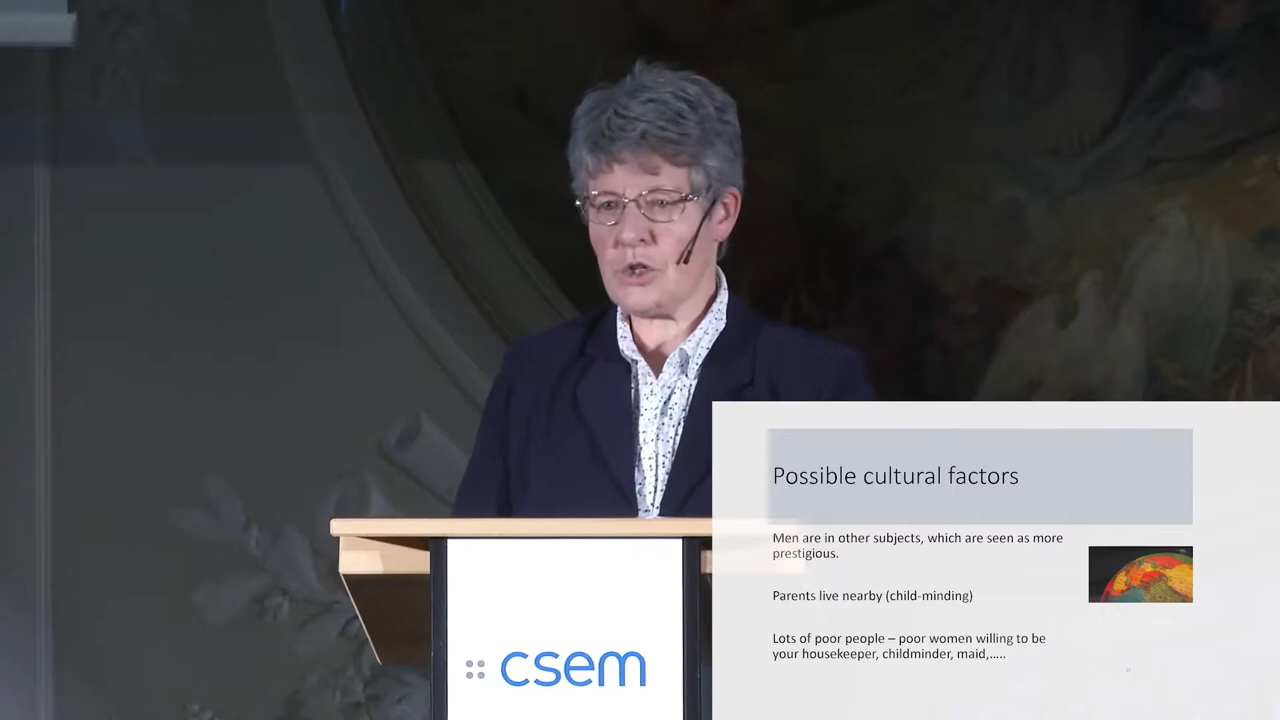 Possible cultural factors
Men are in other subjects, which are seen as more
prestigious.
Parents live nearby (child-minding)
Lots of poor people – poor women willing to be
your housekeeper, childminder, maid,.....
csem